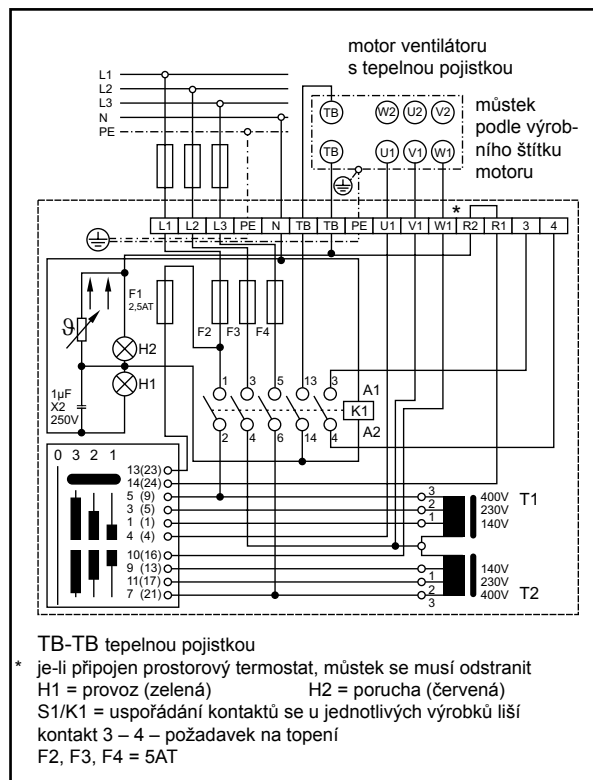 motor ventilátoru
s tepelnou pojistkou
L1
L2
L3
N
PE
TB W2 U2 V2
TB U1 V1 W1
můstek
podle výrob-
ního štítku
motoru
*
L1 L2 L3 PE N TB TB PE U1 V1 W1 R2 R1 3 4
F1
2,5AT
F2 F3 F4
ϑ
H2
H1
1µF
X2
250V
1 3 5 13 3
A1
K1
A2
2 4 6 14 4
0 3 2 1
13(23)
14(24)
5 (9)
3 (5)
1 (1)
4 (4)
10(16)
9 (13)
11(17)
7 (21)
3 400V T1
2 230V
1 140V
140V
1 230V
2 400V T2
3
TB-TB tepelnou pojistkou
* je-li připojen prostorový termostat, můstek se musí odstranit
H1 = provoz (zelená) H2 = porucha (červená)
S1/K1 = uspořádání kontaktů se u jednotlivých výrobků liší
kontakt 3 – 4 – požadavek na topení
F2, F3, F4 = 5AT